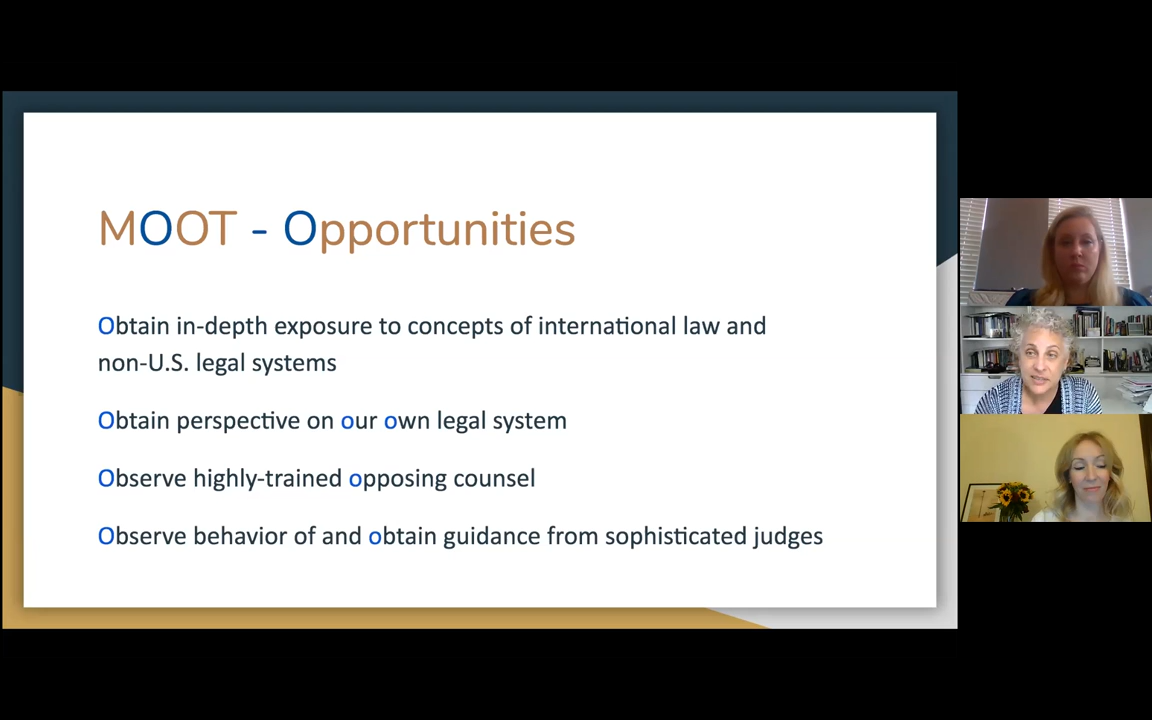 MOOT - Opportunities
Obtain in-depth exposure to concepts of international law and
non-U.S. legal systems
Obtain perspective on our own legal system
Observe highly-trained opposing counsel
Observe behavior of and obtain guidance from sophisticated judges